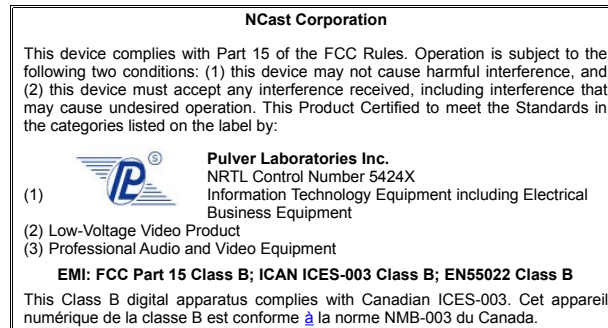 NCast Corporation
This device complies with Part 15 of the FCC Rules. Operation is subject to the
following two conditions: (1) this device may not cause harmful interference, and
(2) this device must accept any interference received, including interference that
may cause undesired operation. This Product Certified to meet the Standards in
the categories listed on the label by:
Pulver Laboratories Inc.
NRTL Control Number 5424X
(1) Information Technology Equipment including Electrical
Business Equipment
(2) Low-Voltage Video Product
(3) Professional Audio and Video Equipment
EMI: FCC Part 15 Class B; ICAN ICES-003 Class B; EN55022 Class B
This Class B digital apparatus complies with Canadian ICES-003. Cet appareil
numérique de la classe B est conforme à la norme NMB-003 du Canada.